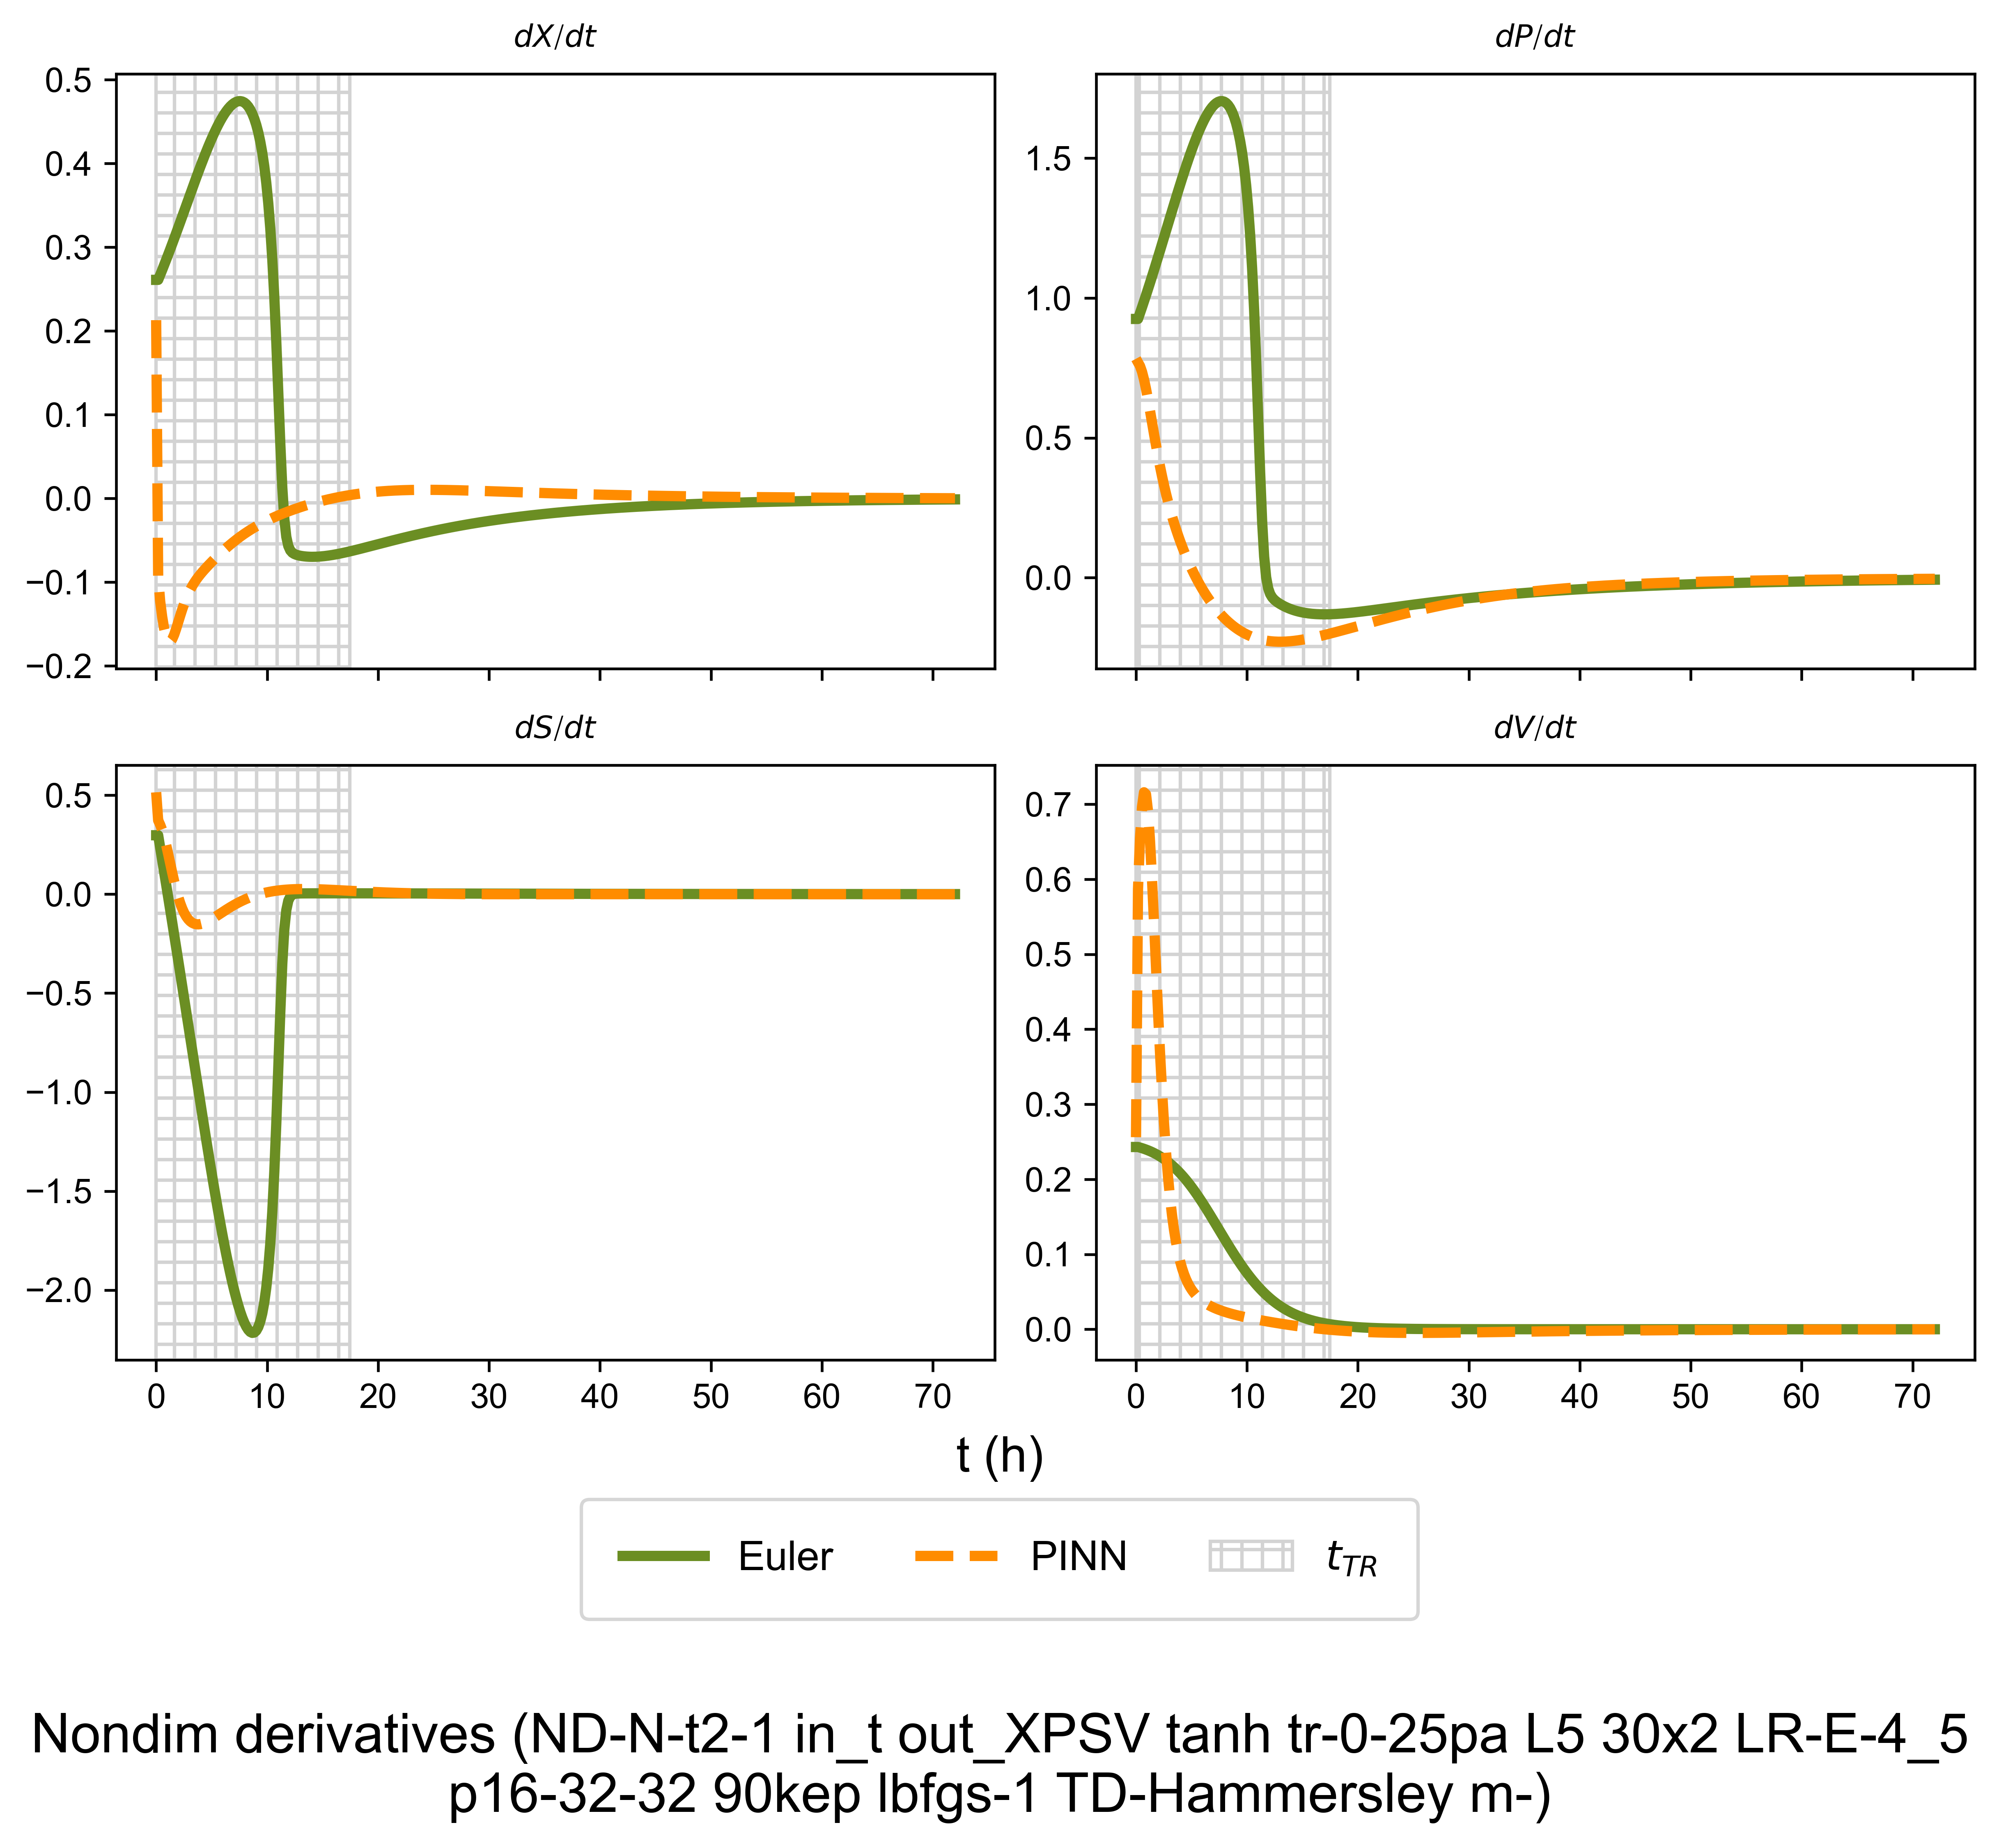 dX/dt
dP/dt
0.5
0.4
0.3
0.2
0.1
0.0
−0.1
−0.2
1.5
1.0
0.5
0.0
dS/dt
dV/dt
0.5
0.0
−0.5
−1.0
−1.5
−2.0
0.7
0.6
0.5
0.4
0.3
0.2
0.1
0.0
0 10 20 30 40 50 60 70
0 10 20 30 40 50 60 70
t (h)
Euler PINN t_TR
Nondim derivatives (ND-N-t2-1 in_t out_XPSV tanh tr-0-25pa L5 30x2 LR-E-4_5
p16-32-32 90kep lbfgs-1 TD-Hammersley m-)